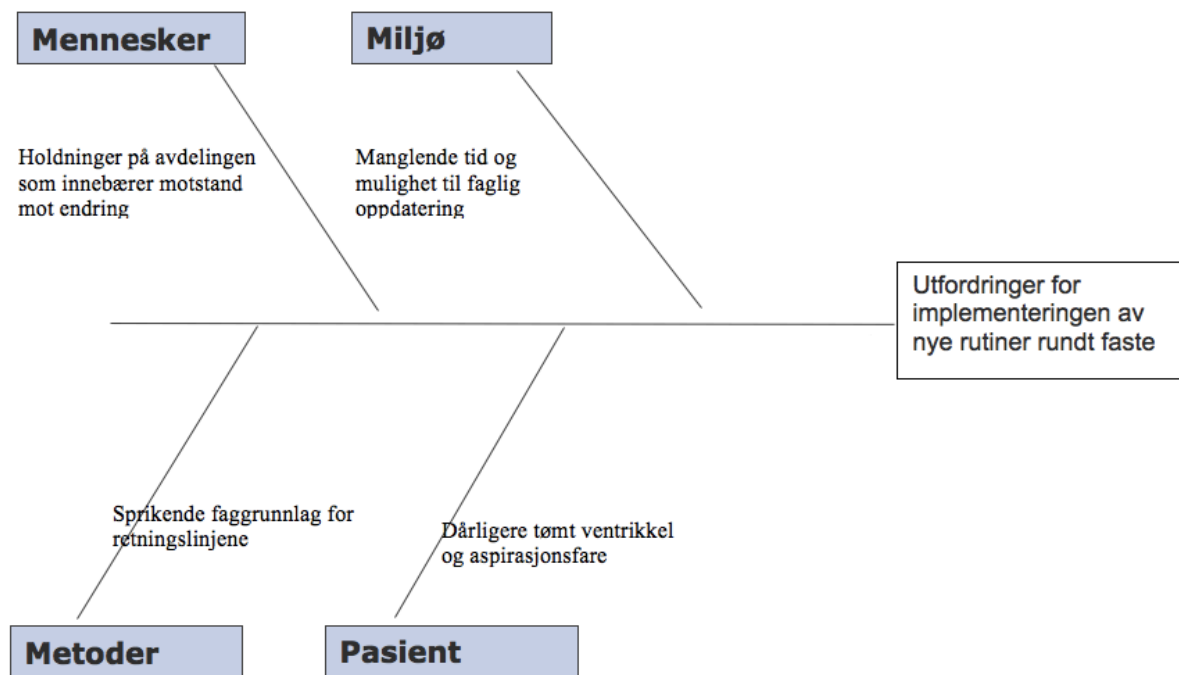 Mennesker
Miljø
Holdninger på avdelingen
som innebærer motstand
mot endring
Manglende tid og
mulighet til faglig
oppdatering
Utfordringer for
implementeringen av
nye rutiner rundt faste
Sprikende faggrunnlag for
retningslinjene
Dårligere tømt ventrikkel
og aspirasjonsfare
Metoder
Pasient